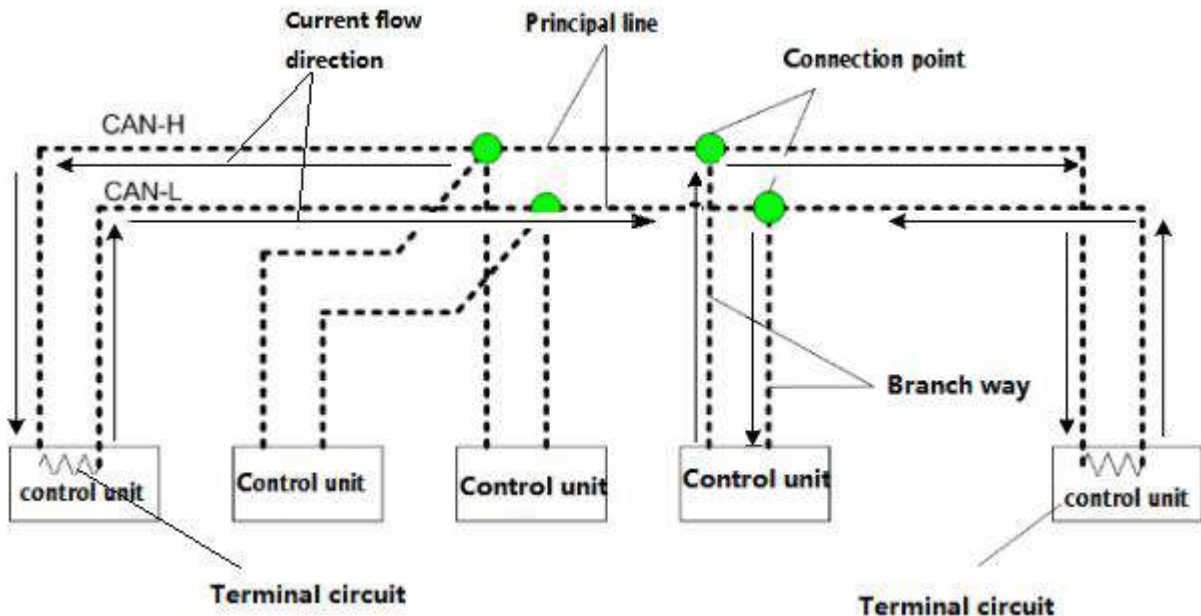 Current flow
direction
Principal line
Connection point
CAN-H
CAN-L
Branch way
control unit
Control unit
Control unit
Control unit
control unit
Terminal circuit
Terminal circuit